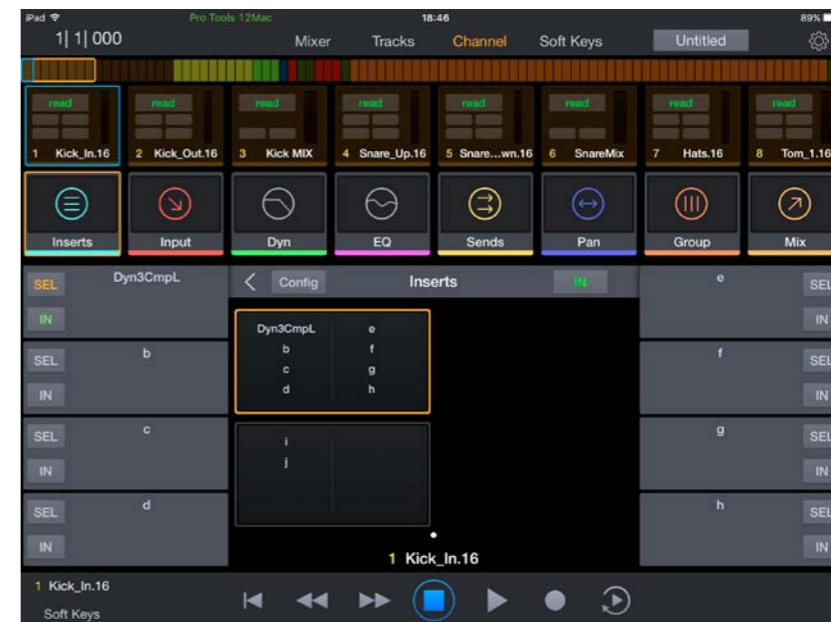 iPad Pro Tools 12Mac 18:46 89%
1| 1| 000 Mixer Tracks Channel Soft Keys Untitled
read read read read read read read read
1 Kick_In.16 2 Kick_Out.16 3 Kick MIX 4 Snare_Up.16 5 Snare...wn.16 6 SnareMix 7 Hats.16 8 Tom_1.16
Inserts Input Dyn EQ Sends Pan Group Mix
SEL Dyn3CmpL Config Inserts IN e SEL
IN IN
Dyn3CmpL e
b f
c g
d h
SEL b f SEL
IN IN
SEL c g SEL
IN IN
i
j
SEL d h SEL
IN IN
1 Kick_In.16
1 Kick_In.16
Soft Keys